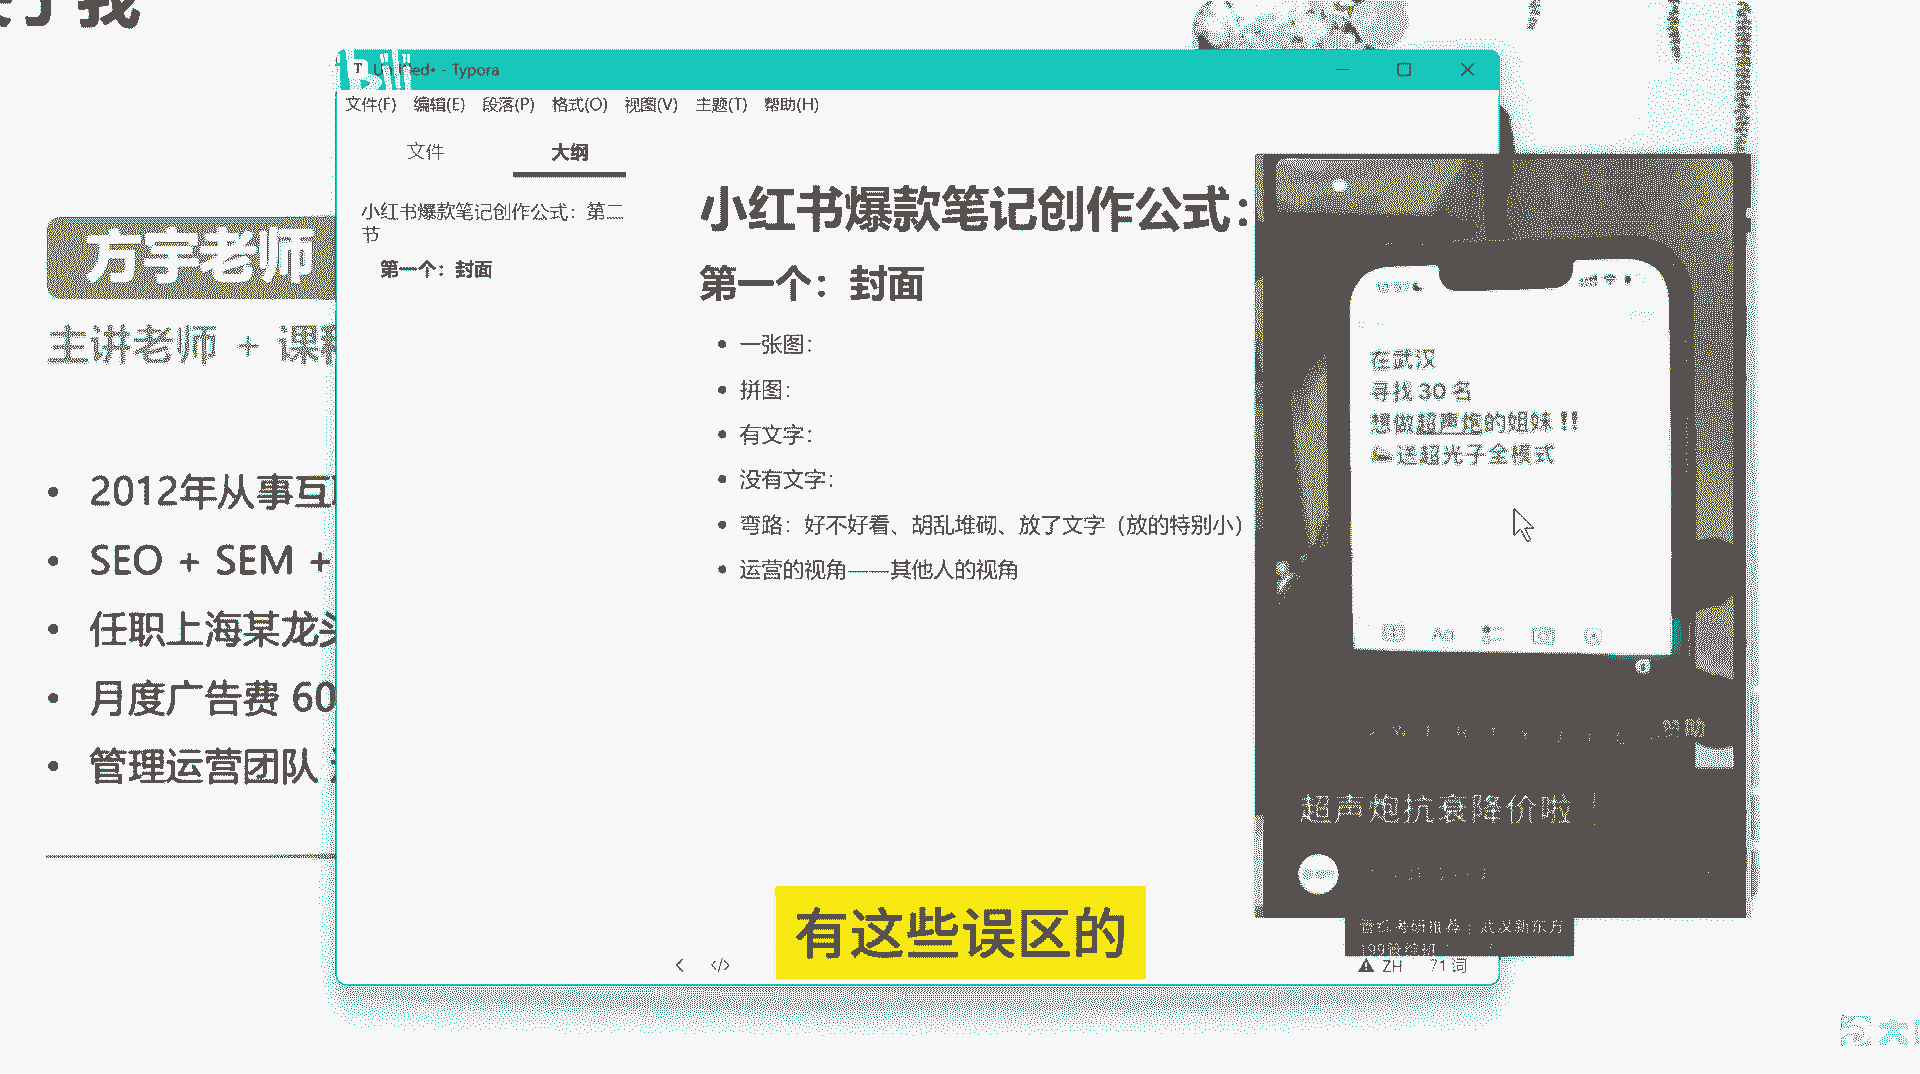 Typora
文件(F) 编辑(E) 段落(P) 格式(O) 视图(V) 主题(T) 帮助(H)
文件 大纲
小红书爆款笔记创作公式：第二
节
第一个：封面
小红书爆款笔记创作公式：
第一个：封面
一张图：
拼图：
有文字：
没有文字：
弯路：好不好看、胡乱堆砌、放了文字（放的特别小）
运营的视角——其他人的视角
方宇老师
主讲老师 + 课
2012年从事互
SEO + SEM +
任职上海某龙
月度广告费 60
管理运营团队
在武汉
寻找 30 名
想做超声炮的姐妹 !!
送超光子全模式
赞助
超声炮抗衰降价啦
武汉新东方
ZH 71 词
有这些误区的